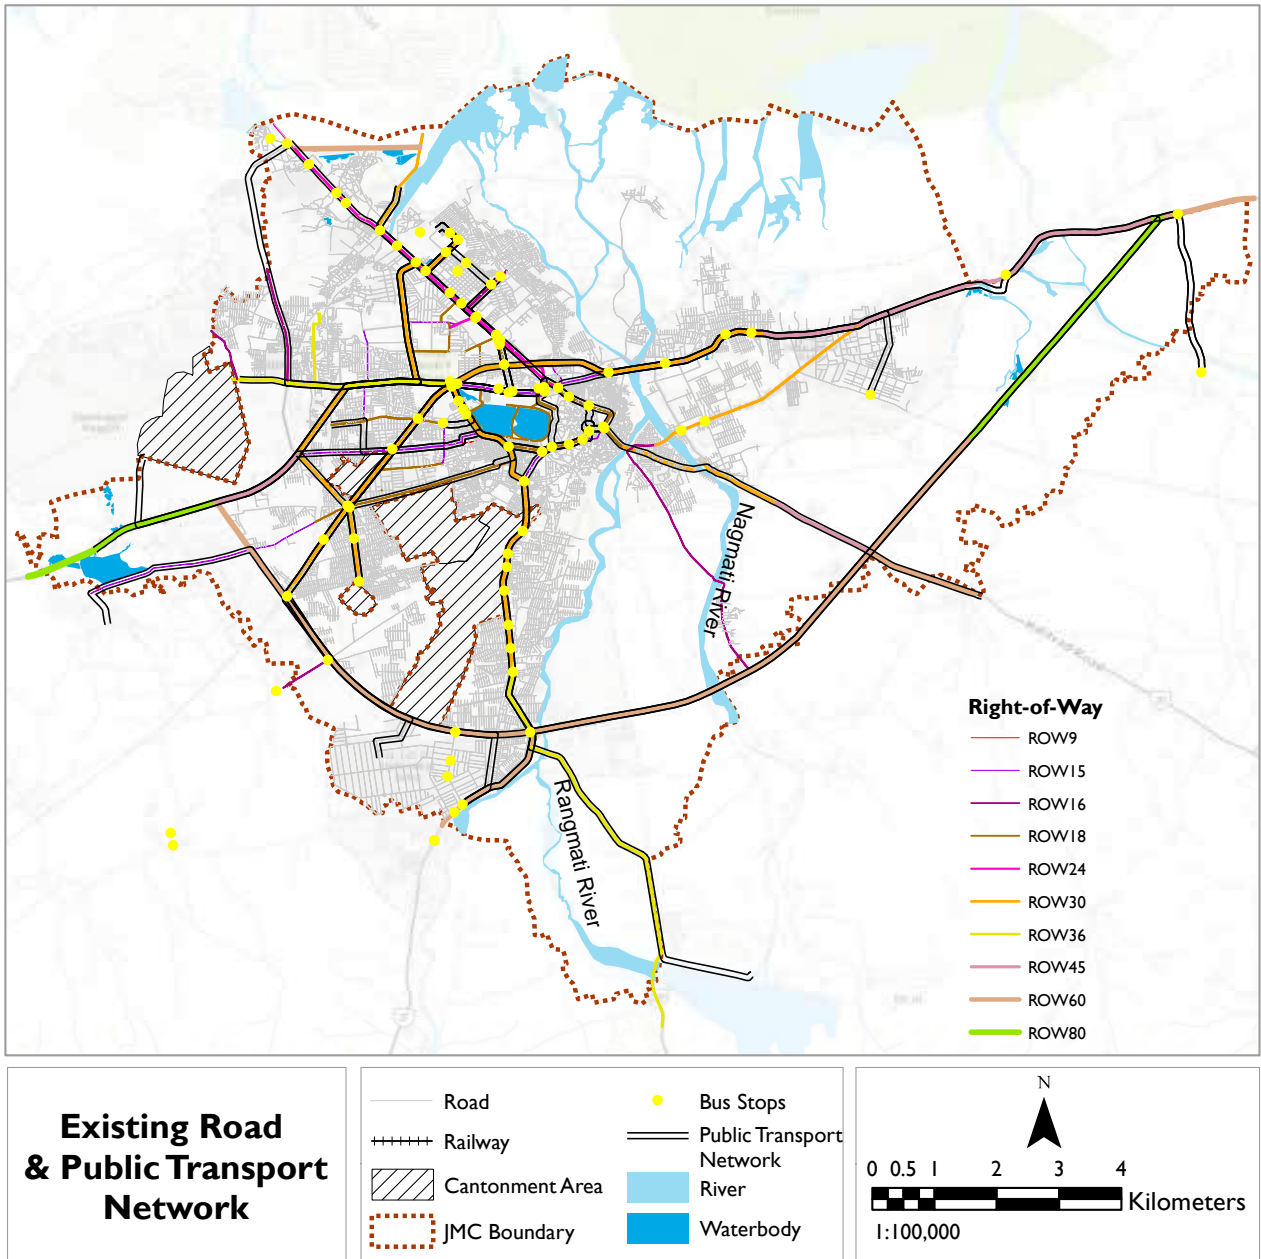 Nagmati River
Rangmati River
Right-of-Way
ROW9
ROW15
ROW16
ROW18
ROW24
ROW30
ROW36
ROW45
ROW60
ROW80
Existing Road
& Public Transport
Network
Road
Railway
Cantonment Area
JMC Boundary
Bus Stops
Public Transport
Network
River
Waterbody
N
0 0.5 1 2 3 4
Kilometers
1:100,000